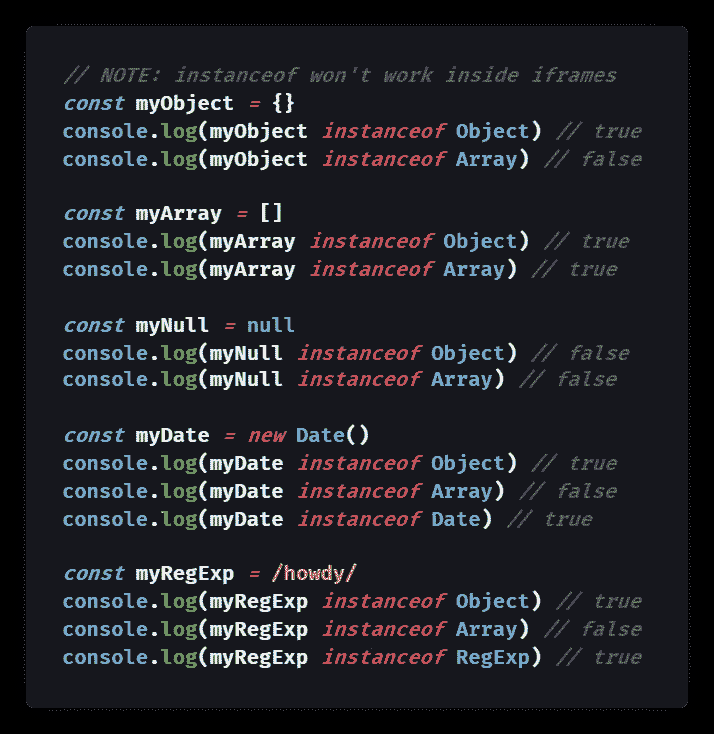 // NOTE: instanceof won't work inside iframes
const myObject = {}
console.log(myObject instanceof Object) // true
console.log(myObject instanceof Array) // false
const myArray = []
console.log(myArray instanceof Object) // true
console.log(myArray instanceof Array) // true
const myNull = null
console.log(myNull instanceof Object) // false
console.log(myNull instanceof Array) // false
const myDate = new Date()
console.log(myDate instanceof Object) // true
console.log(myDate instanceof Array) // false
console.log(myDate instanceof Date) // true
const myRegExp = /howdy/
console.log(myRegExp instanceof Object) // true
console.log(myRegExp instanceof Array) // false
console.log(myRegExp instanceof RegExp) // true